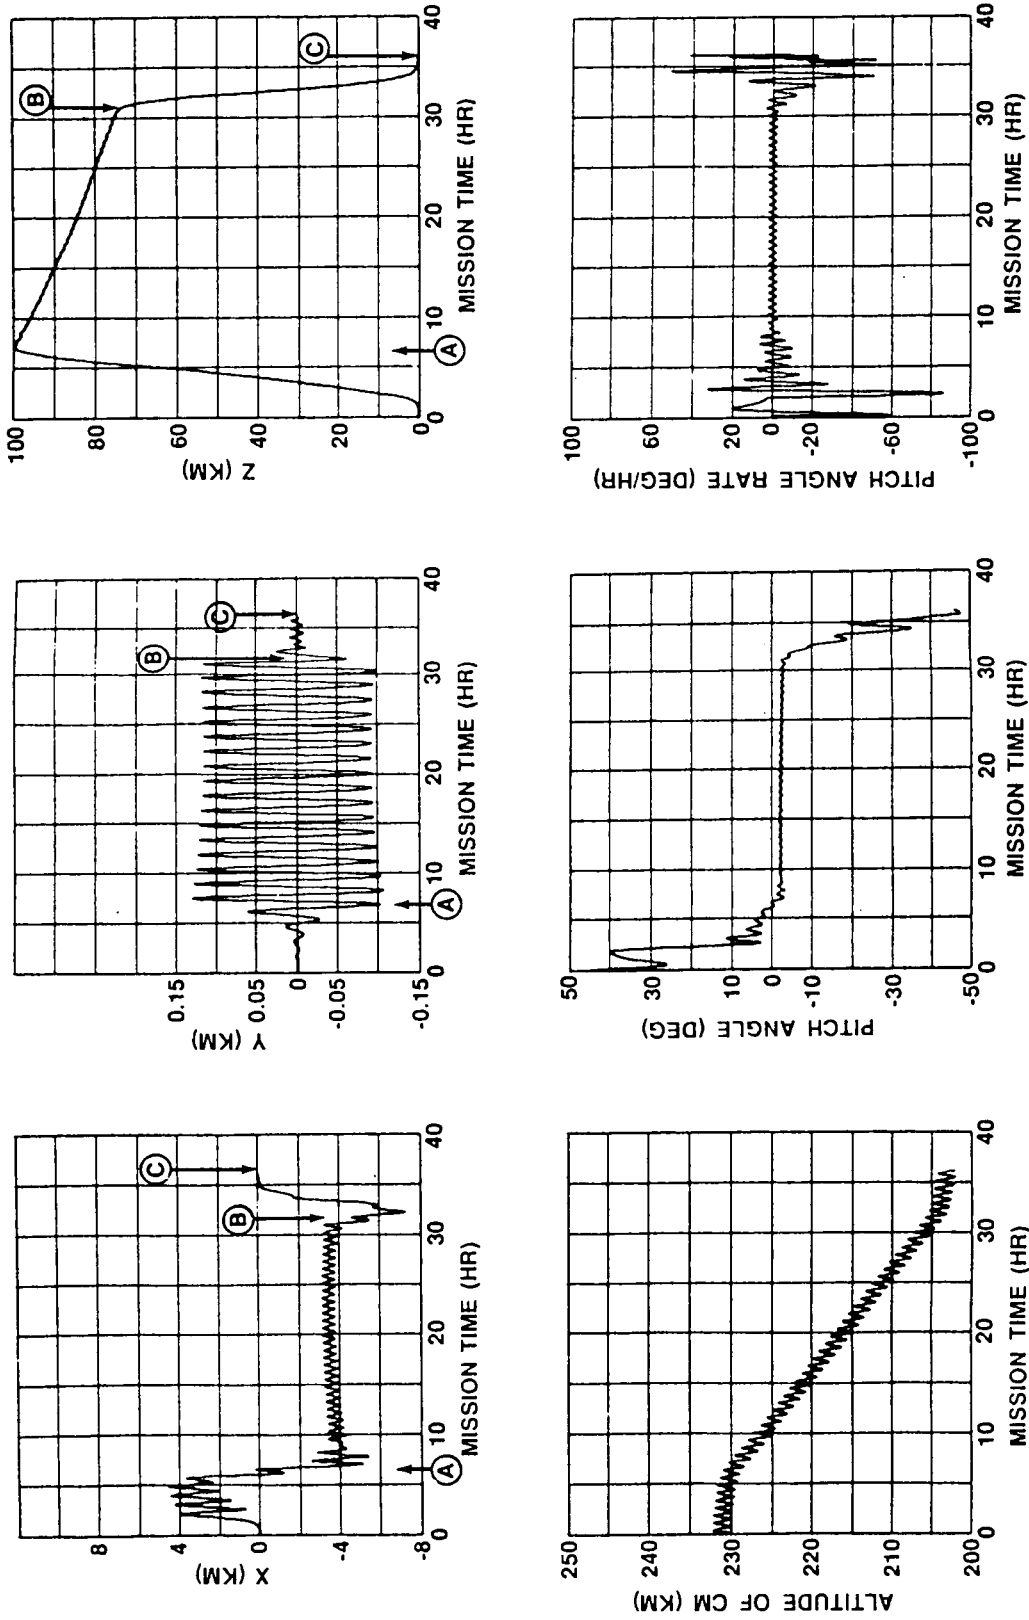 X (KM)
8
4
0
-4
-8
C
B
A
0 10 20 30 40
MISSION TIME (HR)
Y (KM)
0.15
0.05
0
-0.05
-0.15
C
B
A
0 10 20 30 40
MISSION TIME (HR)
Z (KM)
100
80
60
40
20
0
B
C
A
0 10 20 30 40
MISSION TIME (HR)
ALTITUDE OF CM (KM)
250
240
230
220
210
200
0 10 20 30 40
MISSION TIME (HR)
PITCH ANGLE (DEG)
50
30
10
0
-10
-30
-50
0 10 20 30 40
MISSION TIME (HR)
PITCH ANGLE RATE (DEG/HR)
100
60
20
0
-20
-60
-100
0 10 20 30 40
MISSION TIME (HR)